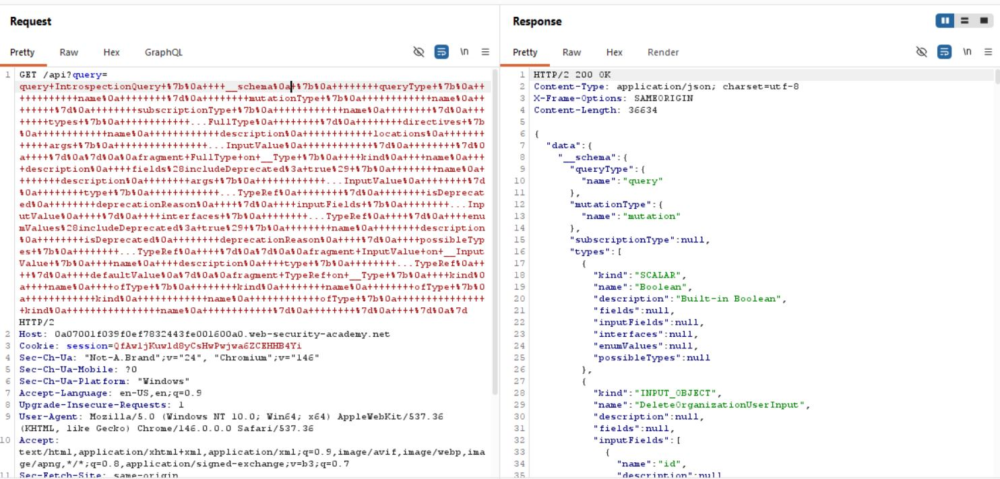 Request
Pretty Raw Hex GraphQL \n
1 GET /api?query=
query+IntrospectionQuery+%7b%0a++++__schema%0a+%7b%0a++++++++queryType+%7b%0a++
++++++++++name%0a++++++++%7d%0a++++++++mutationType+%7b%0a++++++++++++name%0a++
++++++%7d%0a++++++++subscriptionType+%7b%0a++++++++++++name%0a++++++++%7d%0a+++
+++++types+%7b%0a++++++++++++...FullType%0a++++++++%7d%0a++++++++directives+%7b
%0a++++++++++++name%0a++++++++++++description%0a++++++++++++locations%0a+++++++
+++++args+%7b%0a++++++++++++++++...InputValue%0a++++++++++++%7d%0a++++++++%7d%0
a++++%7d%0a%7d%0a%0afragment+FullType+on+__Type+%7b%0a++++kind%0a++++name%0a+++
+description%0a++++fields%28includeDeprecated%3a+true%29+%7b%0a++++++++name%0a+
+++++++description%0a++++++++args+%7b%0a++++++++++++...InputValue%0a++++++++%7d
%0a++++++++type+%7b%0a++++++++++++...TypeRef%0a++++++++%7d%0a++++++++isDeprecat
ed%0a++++++++deprecationReason%0a++++%7d%0a++++inputFields+%7b%0a++++++++...Inp
utValue%0a++++%7d%0a++++interfaces+%7b%0a++++++++...TypeRef%0a++++%7d%0a++++enu
mValues%28includeDeprecated%3a+true%29+%7b%0a++++++++name%0a++++++++description
%0a++++++++isDeprecated%0a++++++++deprecationReason%0a++++%7d%0a++++possibleTyp
es+%7b%0a++++++++...TypeRef%0a++++%7d%0a%7d%0a%0afragment+InputValue+on+__Input
Value+%7b%0a++++name%0a++++description%0a++++type+%7b%0a++++++++...TypeRef%0a++
++%7d%0a++++defaultValue%0a%7d%0a%0afragment+TypeRef+on+__Type+%7b%0a++++kind%0
a++++name%0a++++ofType+%7b%0a++++++++kind%0a++++++++name%0a++++++++ofType+%7b%0
a++++++++++++kind%0a++++++++++++name%0a++++++++++++ofType+%7b%0a+++++++++++++++
+kind%0a++++++++++++++++name%0a++++++++++++%7d%0a++++++++%7d%0a++++%7d%0a%7d
HTTP/2
2 Host: 0a07001f039f0ef7832443fe001600a0.web-security-academy.net
3 Cookie: session=QfAwljKuwld8yCsHwPwjwa6ZCEHHB4Yi
4 Sec-Ch-Ua: "Not-A.Brand";v="24", "Chromium";v="146"
5 Sec-Ch-Ua-Mobile: ?0
6 Sec-Ch-Ua-Platform: "Windows"
7 Accept-Language: en-US,en;q=0.9
8 Upgrade-Insecure-Requests: 1
9 User-Agent: Mozilla/5.0 (Windows NT 10.0; Win64; x64) AppleWebKit/537.36
(KHTML, like Gecko) Chrome/146.0.0.0 Safari/537.36
10 Accept:
text/html,application/xhtml+xml,application/xml;q=0.9,image/avif,image/webp,ima
ge/apng,*/*;q=0.8,application/signed-exchange;v=b3;q=0.7
11 Sec-Fetch-Site: same-origin
Response
Pretty Raw Hex Render \n
1 HTTP/2 200 OK
2 Content-Type: application/json; charset=utf-8
3 X-Frame-Options: SAMEORIGIN
4 Content-Length: 36634
5
6 {
7 "data":{
8 "__schema":{
9 "queryType":{
10 "name":"query"
11 },
12 "mutationType":{
13 "name":"mutation"
14 },
15 "subscriptionType":null,
16 "types":[
17 {
18 "kind":"SCALAR",
19 "name":"Boolean",
20 "description":"Built-in Boolean",
21 "fields":null,
22 "inputFields":null,
23 "interfaces":null,
24 "enumValues":null,
25 "possibleTypes":null
26 },
27 {
28 "kind":"INPUT_OBJECT",
29 "name":"DeleteOrganizationUserInput",
30 "description":null,
31 "fields":null,
32 "inputFields":[
33 {
34 "name":"id",
35 "description":null